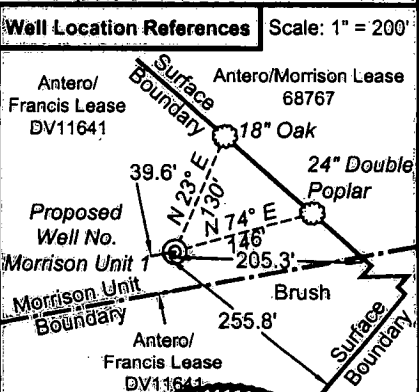 Well Location References
Scale: 1" = 200'
Antero/
Francis Lease
DV11641
Surface
Boundary
Antero/Morrison Lease
68767
18" Oak
24" Double
Poplar
39.6'
N 23° E
130'
N 74° E
146'
Proposed
Well No.
Morrison Unit 1
205.3'
Morrison Unit
Boundary
Brush
255.8'
Antero/
Francis Lease
DV11641
Surface
Boundary